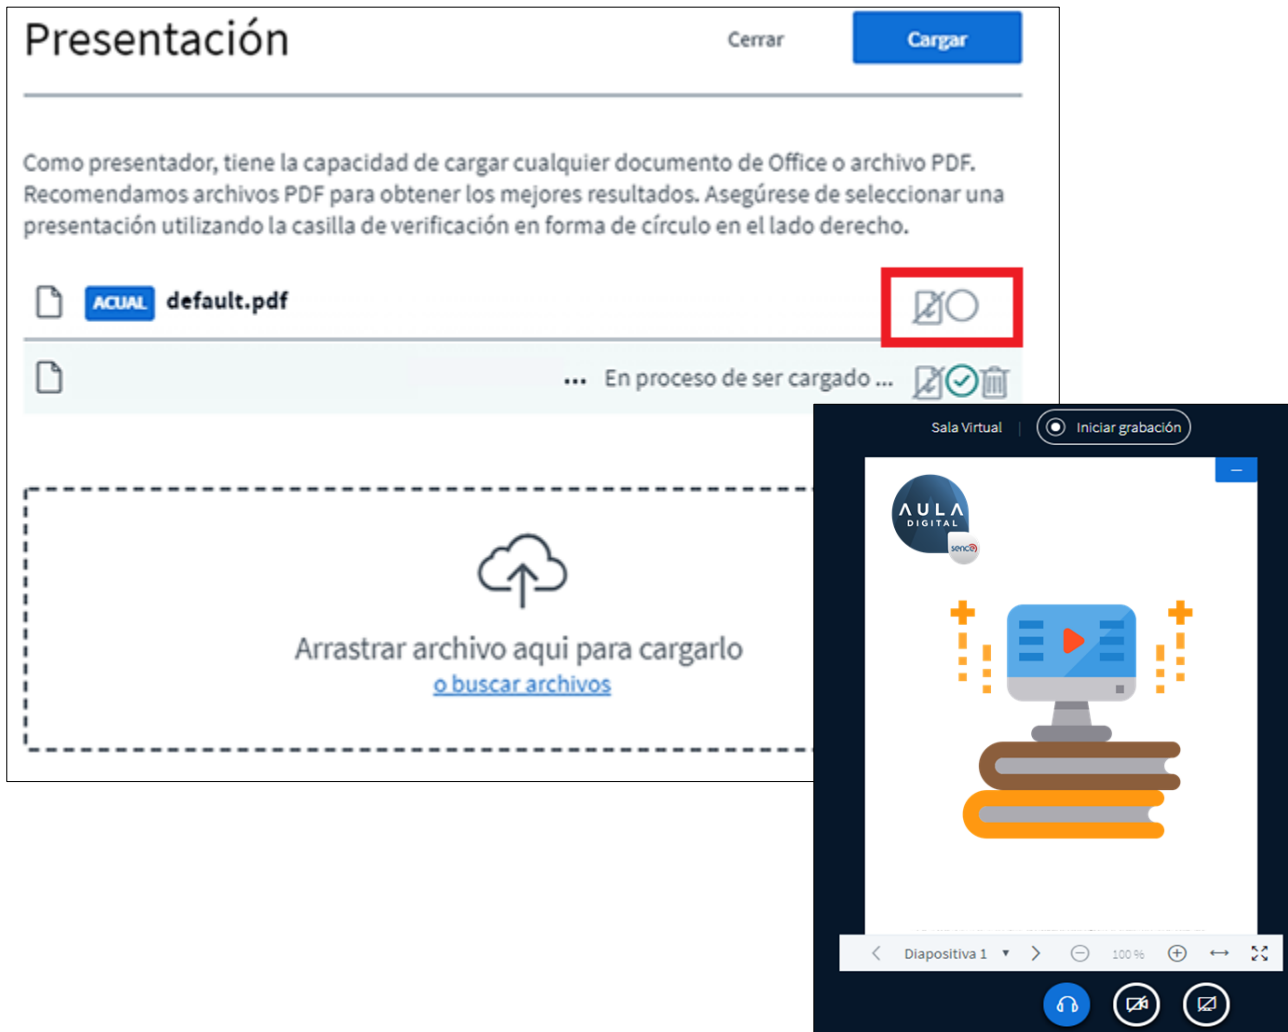 Presentación
Cerrar
Cargar
Como presentador, tiene la capacidad de cargar cualquier documento de Office o archivo PDF.
Recomendamos archivos PDF para obtener los mejores resultados. Asegúrese de seleccionar una
presentación utilizando la casilla de verificación en forma de círculo en el lado derecho.
ACUAL default.pdf
... En proceso de ser cargado ...
Arrastrar archivo aqui para cargarlo
o buscar archivos
Sala Virtual | Iniciar grabación
AULA
DIGITAL
sence
Diapositiva 1
100%